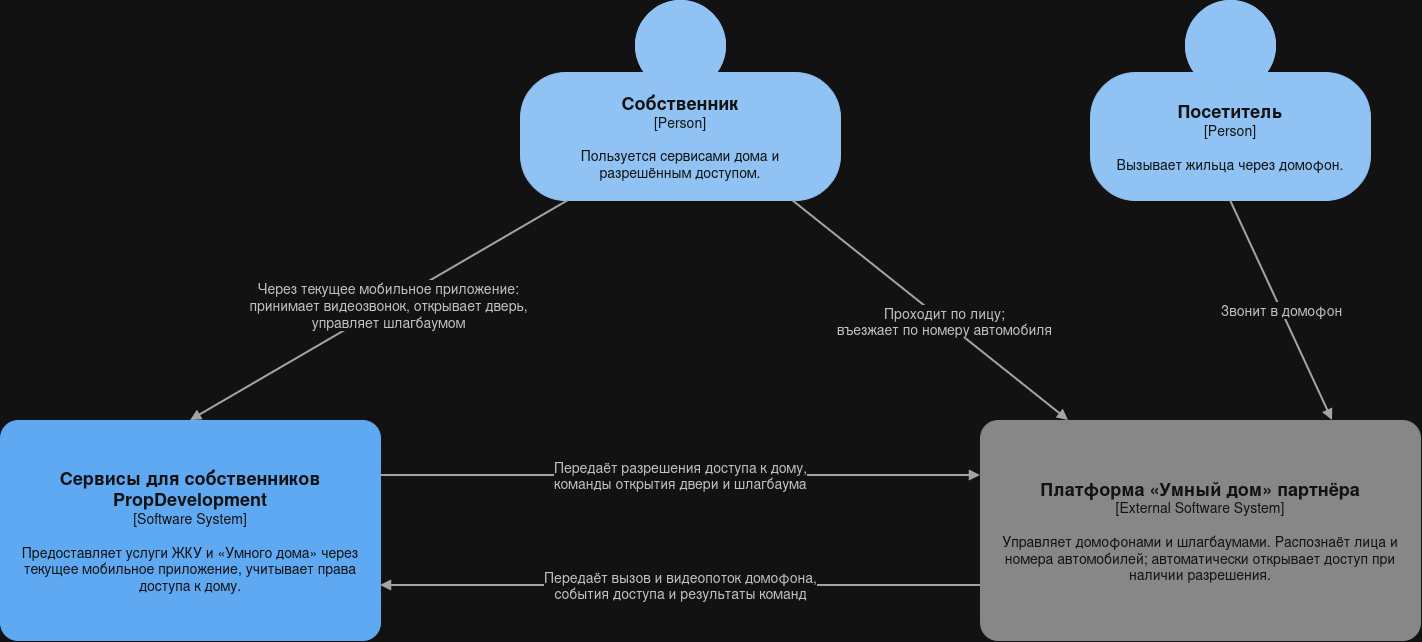 Собственник
[Person]
Пользуется сервисами дома и
разрешённым доступом.
Посетитель
[Person]
Вызывает жильца через домофон.
Через текущее мобильное приложение:
принимает видеозвонок, открывает дверь,
управляет шлагбаумом
Проходит по лицу;
въезжает по номеру автомобиля
Звонит в домофон
Сервисы для собственников
PropDevelopment
[Software System]
Предоставляет услуги ЖКУ и «Умного дома» через
текущее мобильное приложение, учитывает права
доступа к дому.
Передаёт разрешения доступа к дому,
команды открытия двери и шлагбаума
Передаёт вызов и видеопоток домофона,
события доступа и результаты команд
Платформа «Умный дом» партнёра
[External Software System]
Управляет домофонами и шлагбаумами. Распознаёт лица и
номера автомобилей; автоматически открывает доступ при
наличии разрешения.